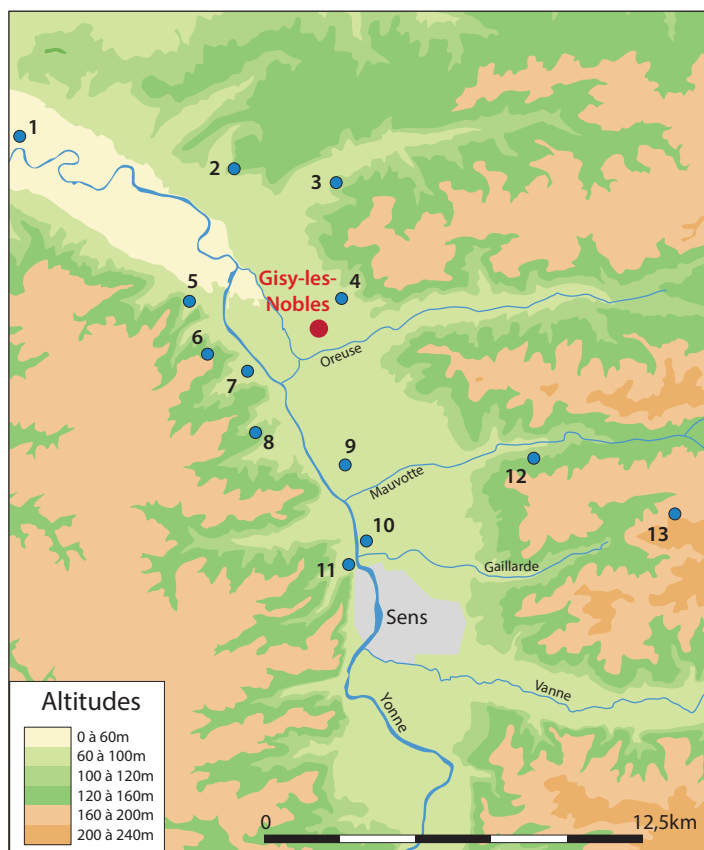 1
2
3
Gisy-les-
Nobles
4
5
6
7
Oreuse
8
9
Mauvotte
12
13
10
11
Gaillarde
Sens
Vanne
Yonne
Altitudes
0 à 60m
60 à 100m
100 à 120m
120 à 160m
160 à 200m
200 à 240m
0 12,5km